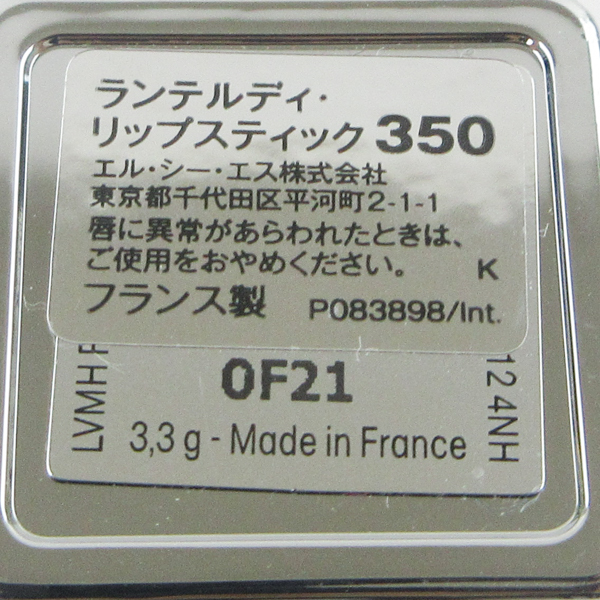 ランテルディ・
リップスティック 350
エル・シー・エス株式会社
東京都千代田区平河町2-1-1
唇に異常があらわれたときは、
ご使用をおやめください。 K
フランス製 P083898/Int.
LVMH
0F21
124NH
3,3 g - Made in France